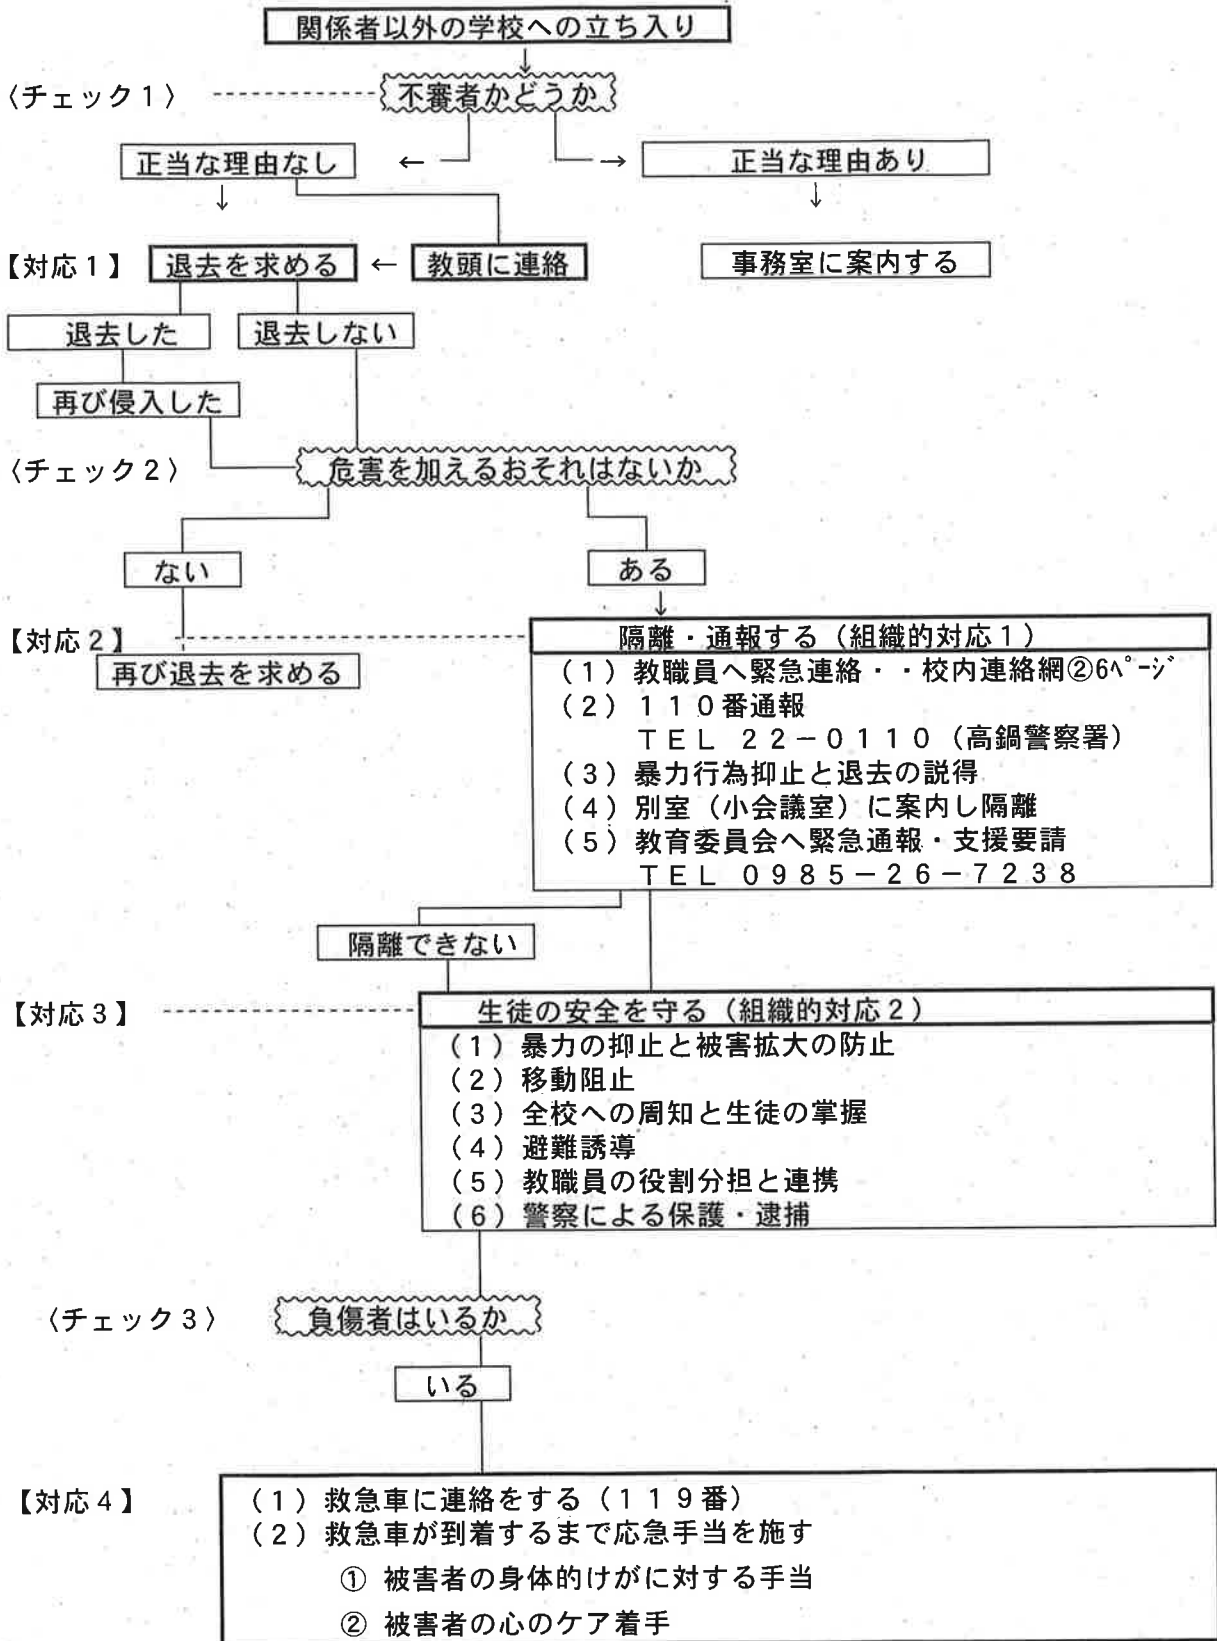 関係者以外の学校への立ち入り
↓
〈チェック1〉 不審者かどうか
正当な理由なし ← → 正当な理由あり
↓ ↓
【対応1】 退去を求める ← 教頭に連絡 事務室に案内する
退去した 退去しない
再び侵入した
〈チェック2〉 危害を加えるおそれはないか
ない ある
↓
【対応2】 隔離・通報する（組織的対応1）
再び退去を求める
（1）教職員へ緊急連絡・・校内連絡網②6ﾍﾟｰｼﾞ
（2）110番通報
TEL 22－0110（高鍋警察署）
（3）暴力行為抑止と退去の説得
（4）別室（小会議室）に案内し隔離
（5）教育委員会へ緊急通報・支援要請
TEL 0985－26－7238
隔離できない
【対応3】 生徒の安全を守る（組織的対応2）
（1）暴力の抑止と被害拡大の防止
（2）移動阻止
（3）全校への周知と生徒の掌握
（4）避難誘導
（5）教職員の役割分担と連携
（6）警察による保護・逮捕
〈チェック3〉 負傷者はいるか
いる
【対応4】 （1）救急車に連絡をする（119番）
（2）救急車が到着するまで応急手当を施す
① 被害者の身体的けがに対する手当
② 被害者の心のケア着手